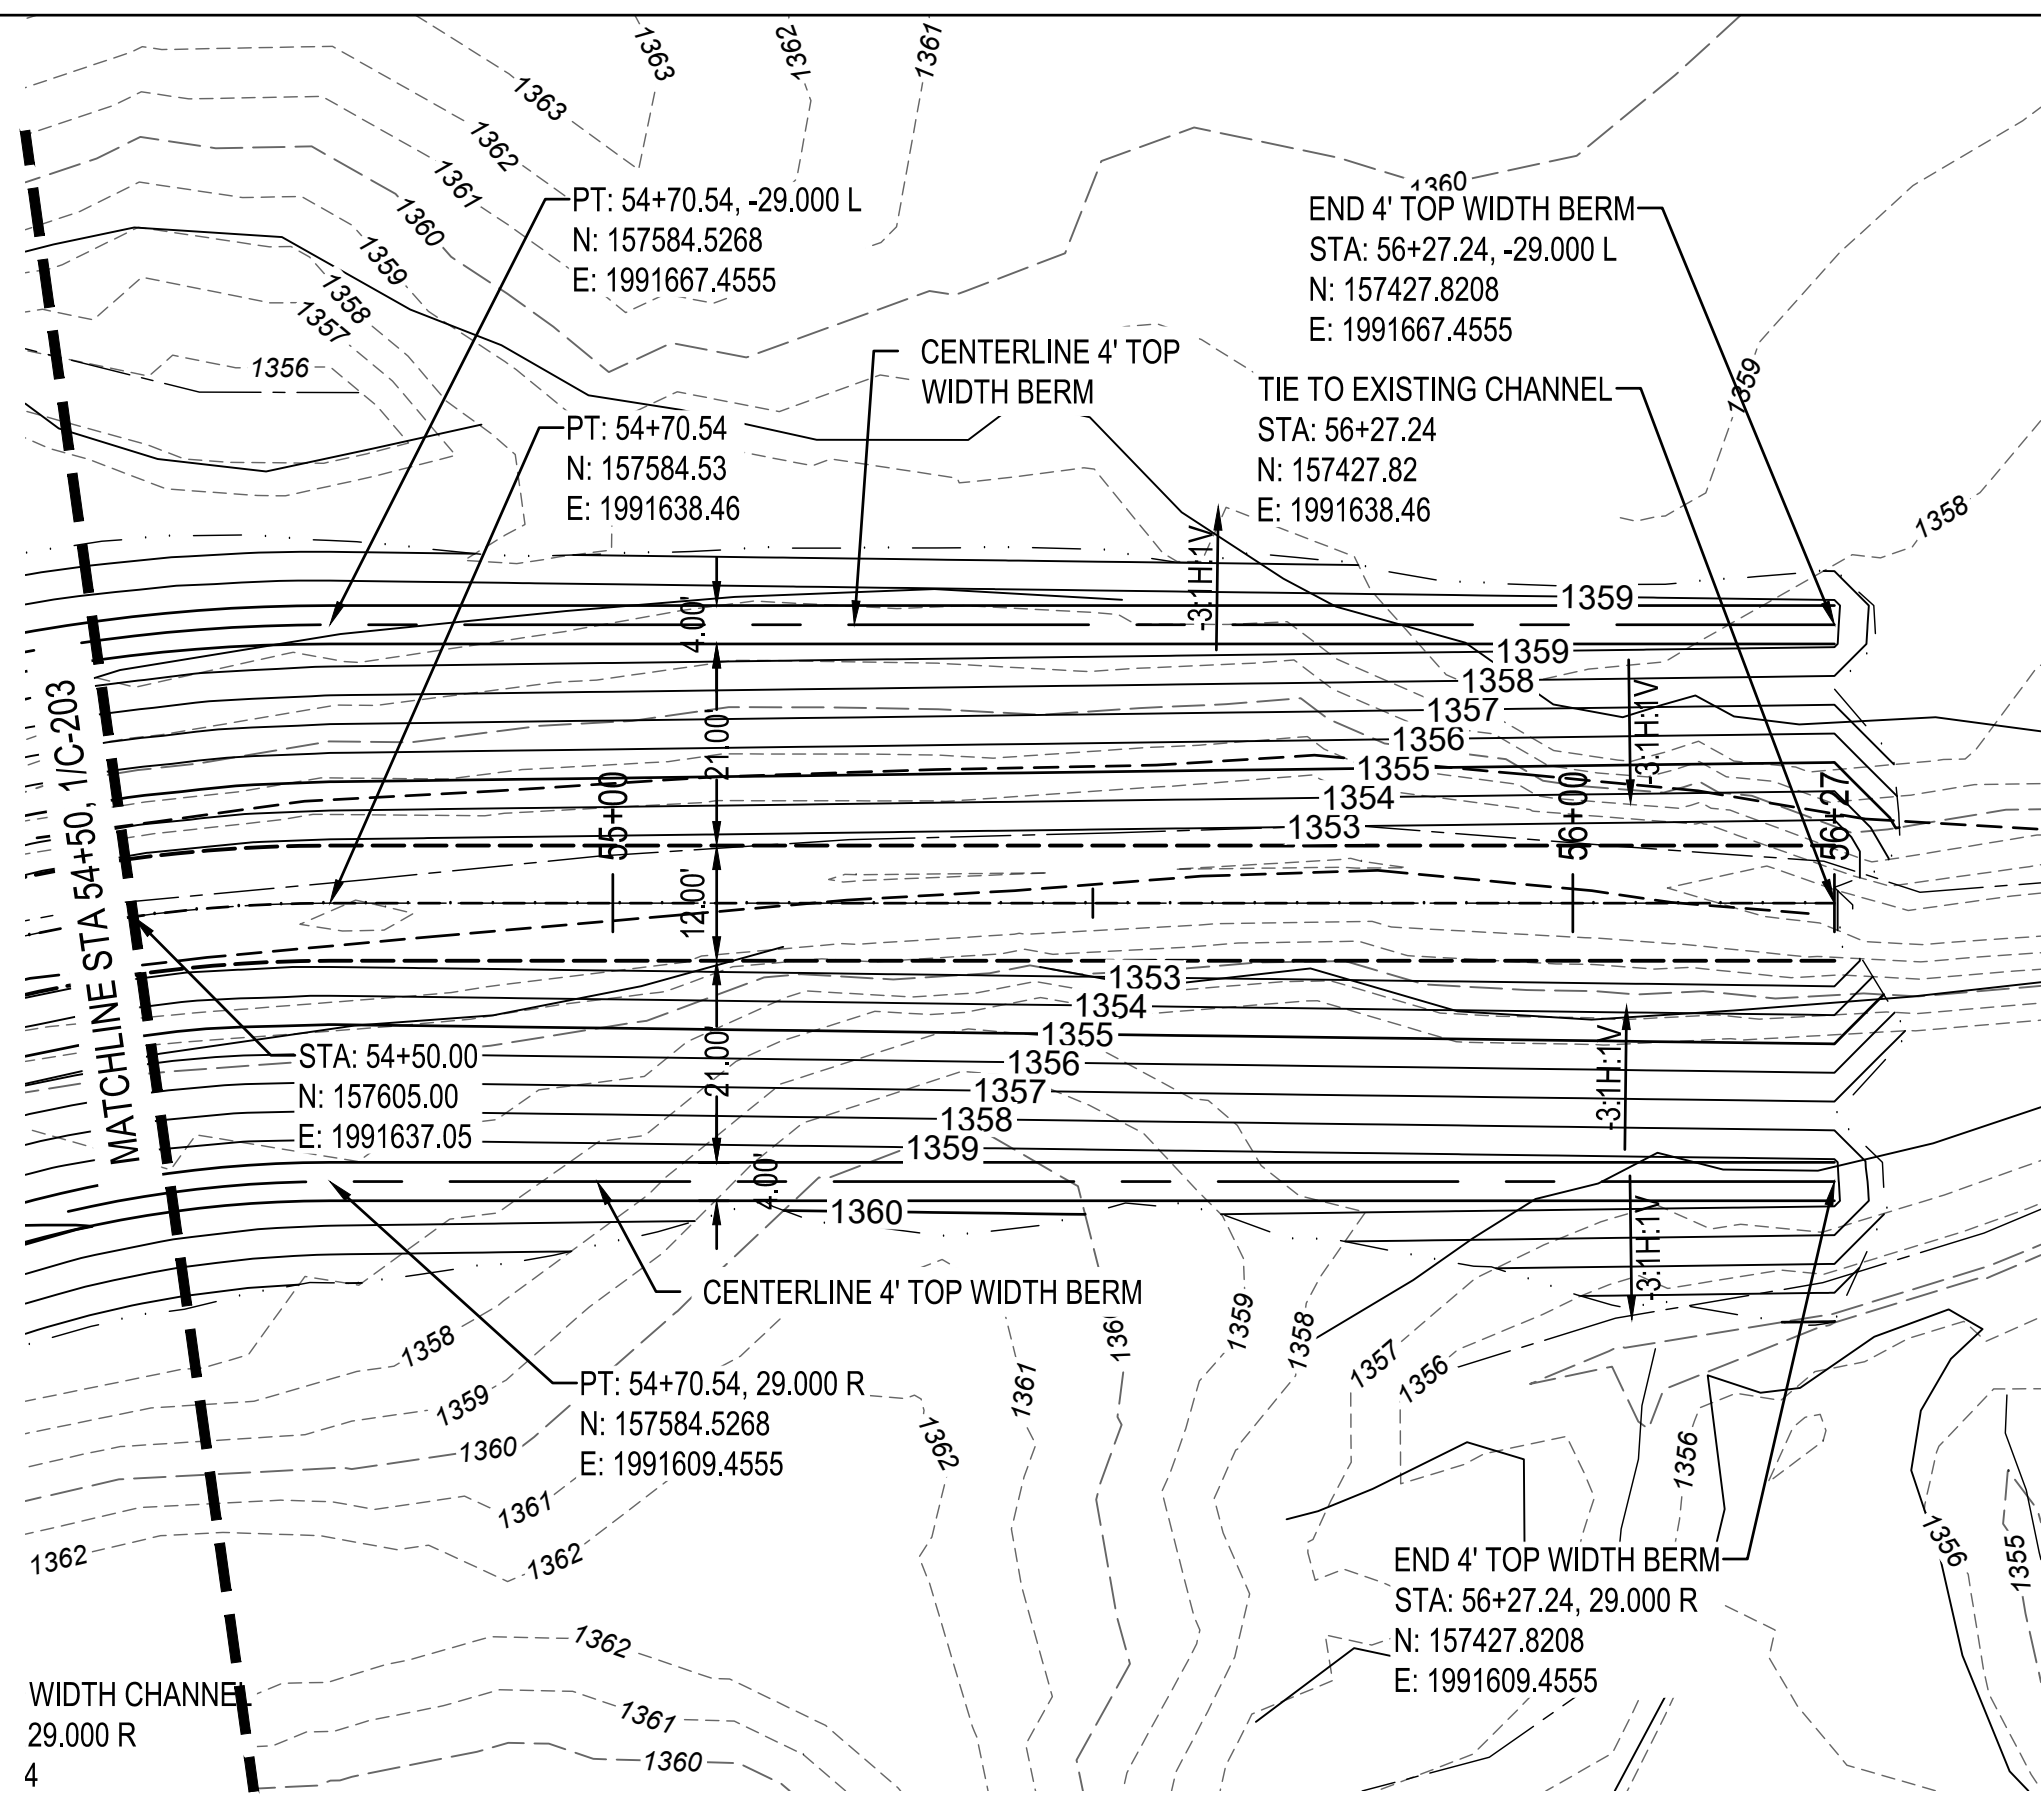 1363
1362
1361
1363
1362
1361
1360
1359
1358
1357
1356
PT: 54+70.54, -29.000 L
N: 157584.5268
E: 1991667.4555
1360
END 4' TOP WIDTH BERM
STA: 56+27.24, -29.000 L
N: 157427.8208
E: 1991667.4555
CENTERLINE 4' TOP
WIDTH BERM
TIE TO EXISTING CHANNEL
STA: 56+27.24
N: 157427.82
E: 1991638.46
1359
1358
PT: 54+70.54
N: 157584.53
E: 1991638.46
-3:1H:1V
4.00'
1359
1359
1358
1357
1356
1355
1354
1353
-3:1H:1V
21.00'
55+00
56+00
56+27
12.00'
MATCHLINE STA 54+50, 1/C-203
STA: 54+50.00
N: 157605.00
E: 1991637.05
21.00'
1353
1354
1355
1356
1357
1358
1359
-3:1H:1V
4.00'
1360
-3:1H:1V
CENTERLINE 4' TOP WIDTH BERM
1358
1359
1360
1361
1362
1362
PT: 54+70.54, 29.000 R
N: 157584.5268
E: 1991609.4555
1362
1361
136
1359
1358
1357
1356
1356
1356
1355
END 4' TOP WIDTH BERM
STA: 56+27.24, 29.000 R
N: 157427.8208
E: 1991609.4555
1362
1361
1360
WIDTH CHANNEL
29.000 R
4